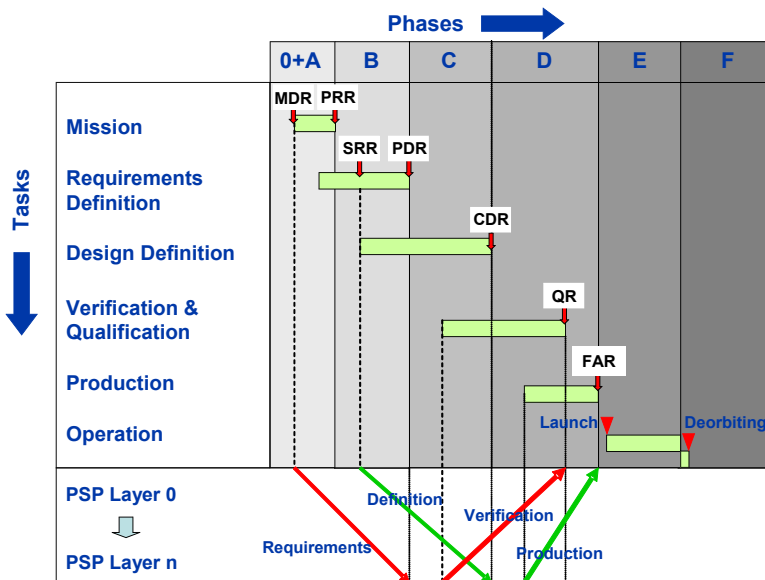 Phases
0+A B C D E F
Tasks
MDR PRR
Mission
SRR PDR
Requirements
Definition
CDR
Design Definition
QR
Verification &
Qualification
FAR
Production
Launch Deorbiting
Operation
PSP Layer 0
Definition
Verification
Requirements
Production
PSP Layer n